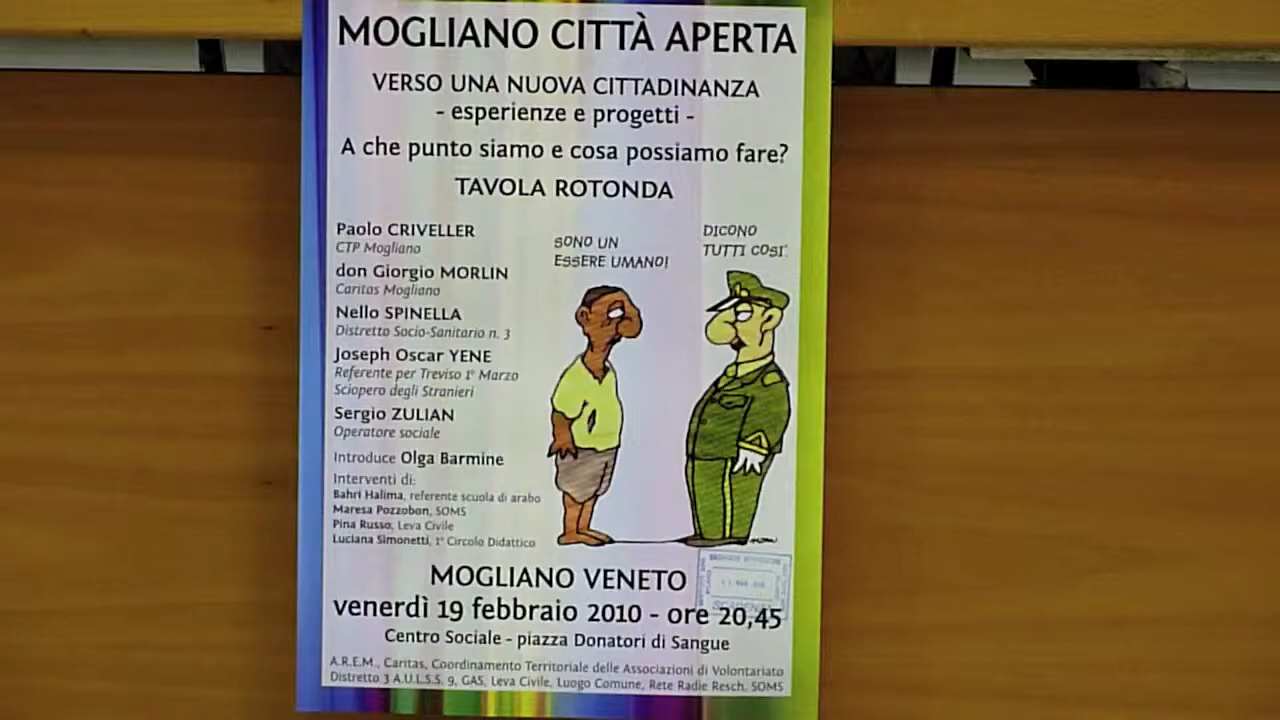 MOGLIANO CITTÀ APERTA
VERSO UNA NUOVA CITTADINANZA
- esperienze e progetti -
A che punto siamo e cosa possiamo fare?
TAVOLA ROTONDA
Paolo CRIVELLER
CTP Mogliano
don Giorgio MORLIN
Caritas Mogliano
Nello SPINELLA
Distretto Socio-Sanitario n. 3
Joseph Oscar YENE
Referente per Treviso 1° Marzo
Sciopero degli Stranieri
Sergio ZULIAN
Operatore sociale
Introduce Olga Barmine
Interventi di:
Bahri Halima, referente scuola di arabo
Maresa Pozzobon, SOMS
Pina Russo, Leva Civile
Luciana Simonetti, 1° Circolo Didattico
SONO UN
ESSERE UMANO!
DICONO
TUTTI COSÌ.
MOGLIANO VENETO
venerdì 19 febbraio 2010 - ore 20,45
Centro Sociale - piazza Donatori di Sangue
A.R.E.M., Caritas, Coordinamento Territoriale delle Associazioni di Volontariato
Distretto 3 A.U.L.S.S. 9, GAS, Leva Civile, Luogo Comune, Rete Radie Resch, SOMS